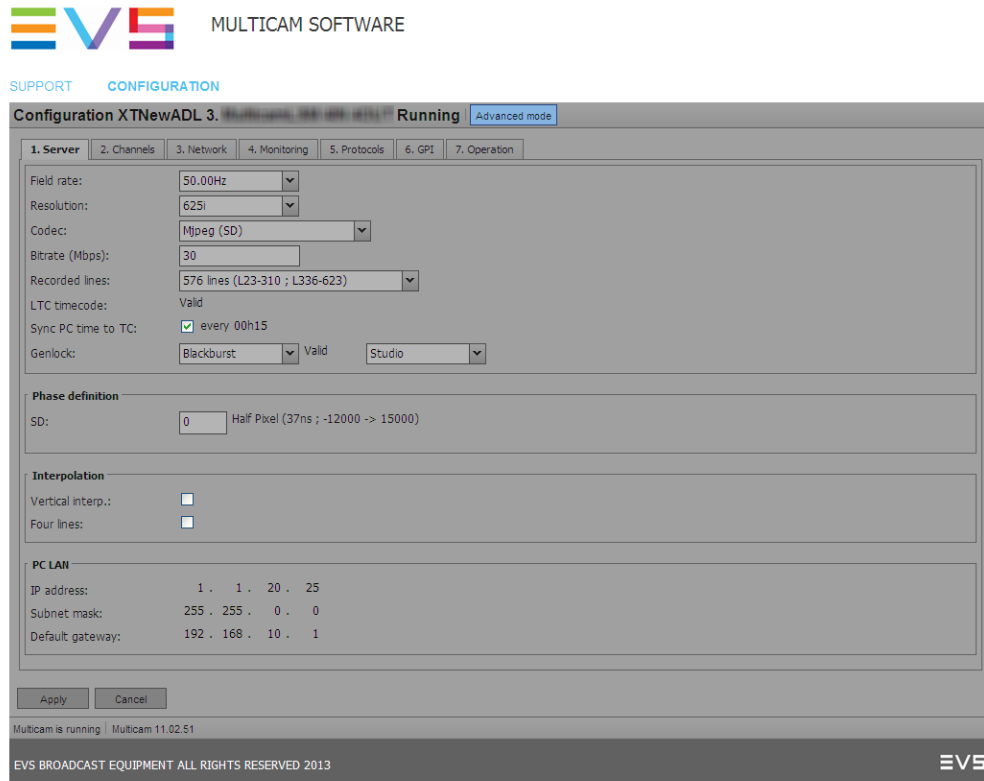 EVS MULTICAM SOFTWARE
SUPPORT CONFIGURATION
Configuration XTNewADL 3. Running Advanced mode
1. Server 2. Channels 3. Network 4. Monitoring 5. Protocols 6. GPI 7. Operation
Field rate: 50.00Hz
Resolution: 625i
Codec: Mjpeg (SD)
Bitrate (Mbps): 30
Recorded lines: 576 lines (L23-310 ; L336-623)
LTC timecode: Valid
Sync PC time to TC: every 00h15
Genlock: Blackburst Valid Studio
Phase definition
SD: 0 Half Pixel (37ns ; -12000 -> 15000)
Interpolation
Vertical interp.:
Four lines:
PC LAN
IP address: 1 . 1 . 20 . 25
Subnet mask: 255 . 255 . 0 . 0
Default gateway: 192 . 168 . 10 . 1
Apply Cancel
Multicam is running Multicam 11.02.51
EVS BROADCAST EQUIPMENT ALL RIGHTS RESERVED 2013 EVS